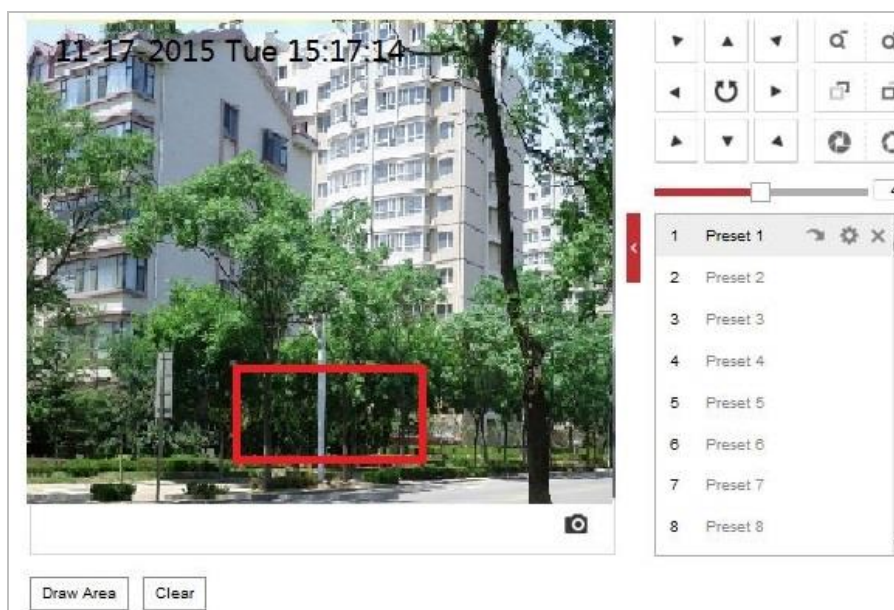 11-17-2015 Tue 15:17:14
1 Preset 1
2 Preset 2
3 Preset 3
4 Preset 4
5 Preset 5
6 Preset 6
7 Preset 7
8 Preset 8
Draw Area Clear